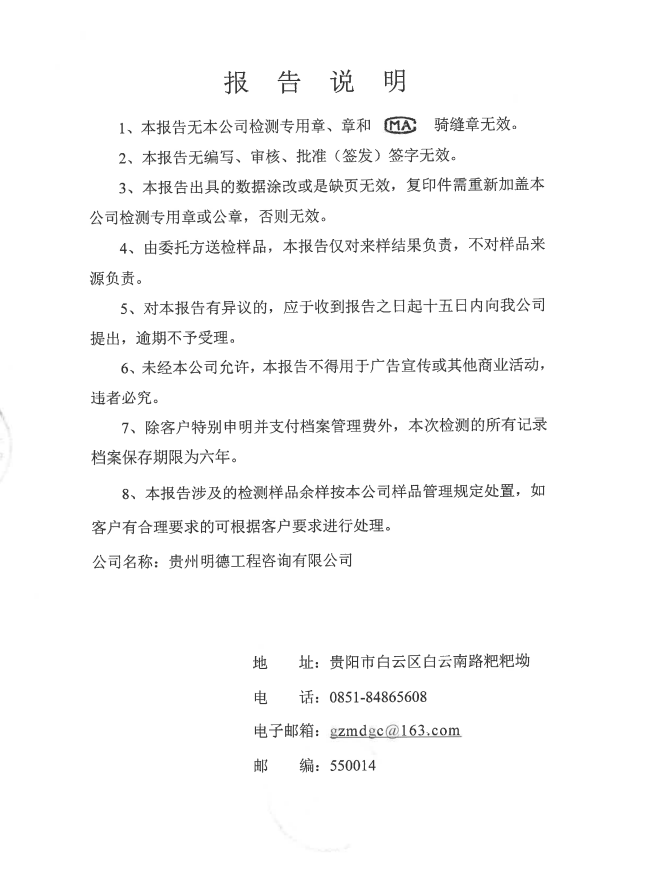 报 告 说 明
1、本报告无本公司检测专用章、章和 MA 骑缝章无效。
2、本报告无编写、审核、批准（签发）签字无效。
3、本报告出具的数据涂改或是缺页无效，复印件需重新加盖本
公司检测专用章或公章，否则无效。
4、由委托方送检样品，本报告仅对来样结果负责，不对样品来
源负责。
5、对本报告有异议的，应于收到报告之日起十五日内向我公司
提出，逾期不予受理。
6、未经本公司允许，本报告不得用于广告宣传或其他商业活动，
违者必究。
7、除客户特别申明并支付档案管理费外，本次检测的所有记录
档案保存期限为六年。
8、本报告涉及的检测样品余样按本公司样品管理规定处置，如
客户有合理要求的可根据客户要求进行处理。
公司名称：贵州明德工程咨询有限公司
地 址：贵阳市白云区白云南路粑粑坳
电 话：0851-84865608
电子邮箱：gzmdgc@163.com
邮 编：550014